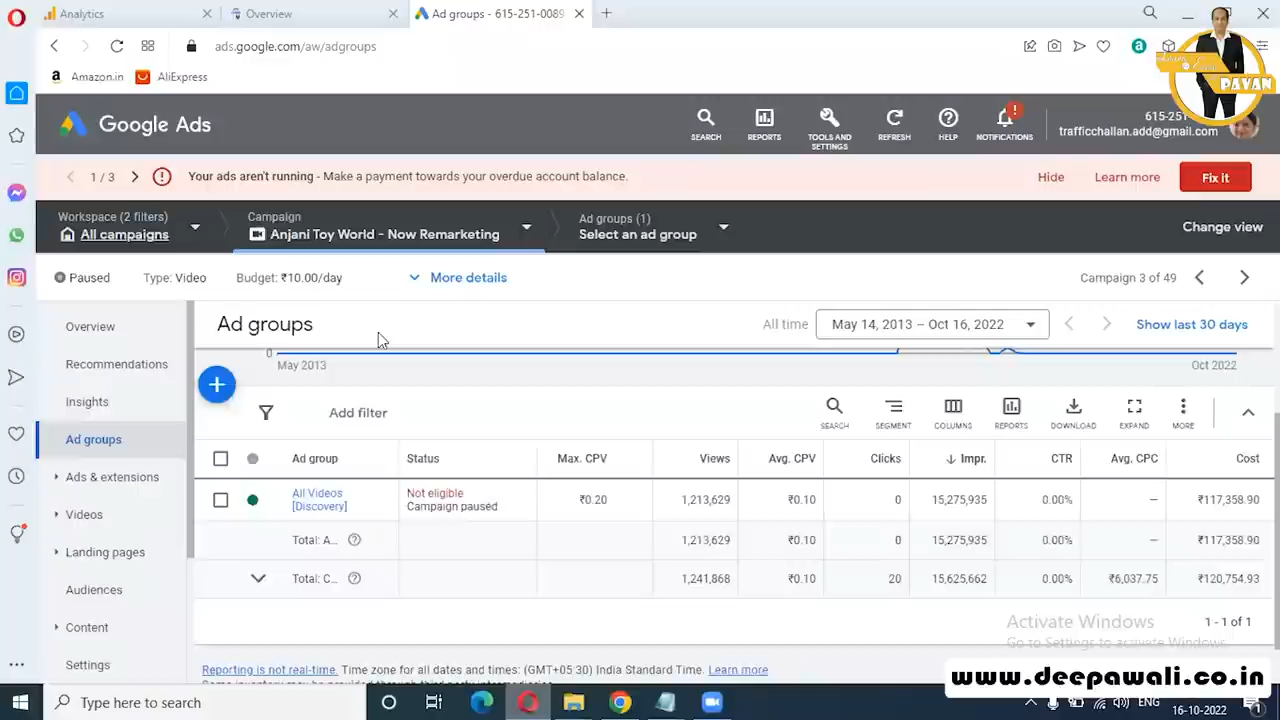 Analytics
Overview
Ad groups - 615-251-0089
ads.google.com/aw/adgroups
Amazon.in
AliExpress
PAVAN
Google Ads
SEARCH
REPORTS
TOOLS AND SETTINGS
REFRESH
HELP
NOTIFICATIONS
615-251
trafficchallan.add@gmail.com
1 / 3
Your ads aren't running - Make a payment towards your overdue account balance.
Hide
Learn more
Fix it
Workspace (2 filters)
All campaigns
Campaign
Anjani Toy World - Now Remarketing
Ad groups (1)
Select an ad group
Change view
Paused
Type: Video
Budget: ₹10.00/day
More details
Campaign 3 of 49
Overview
Recommendations
Insights
Ad groups
Ads & extensions
Videos
Landing pages
Audiences
Content
Settings
Ad groups
All time
May 14, 2013 – Oct 16, 2022
Show last 30 days
0
May 2013
Oct 2022
Add filter
SEARCH
SEGMENT
COLUMNS
REPORTS
DOWNLOAD
EXPAND
MORE
Ad group Status Max. CPV Views Avg. CPV Clicks Impr. CTR Avg. CPC Cost
All Videos [Discovery] Not eligible Campaign paused ₹0.20 1,213,629 ₹0.10 0 15,275,935 0.00% — ₹117,358.90
Total: A... 1,213,629 ₹0.10 0 15,275,935 0.00% — ₹117,358.90
Total: C... 1,241,868 ₹0.10 20 15,625,662 0.00% ₹6,037.75 ₹120,754.93
1 - 1 of 1
Activate Windows
Go to Settings to activate Windows.
Reporting is not real-time. Time zone for all dates and times: (GMT+05:30) India Standard Time. Learn more
www.deepawali.co.in
Type here to search
ENG
16-10-2022
1